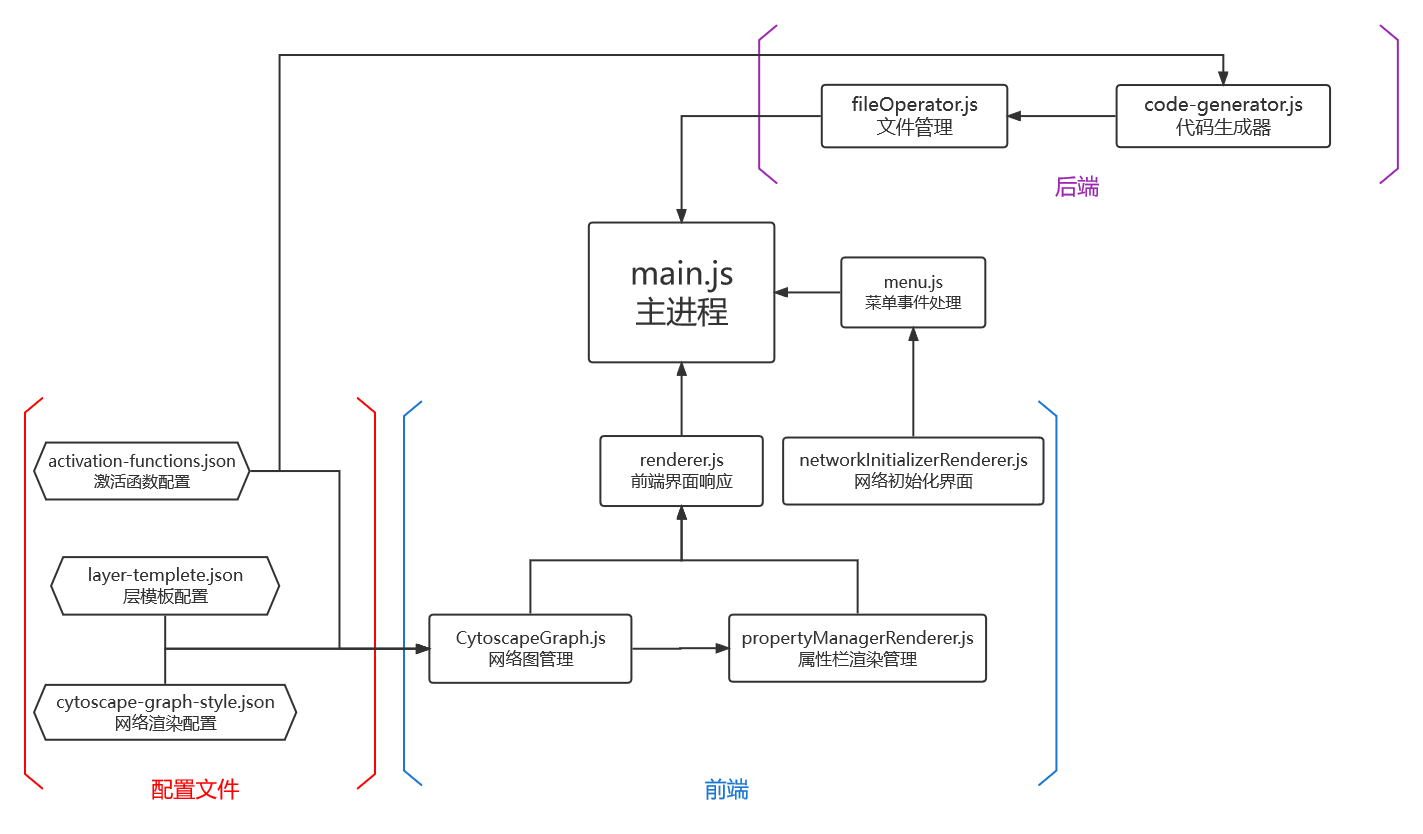 fileOperator.js
文件管理
code-generator.js
代码生成器
后端
main.js
主进程
menu.js
菜单事件处理
activation-functions.json
激活函数配置
renderer.js
前端界面响应
networkInitializerRenderer.js
网络初始化界面
layer-templete.json
层模板配置
CytoscapeGraph.js
网络图管理
propertyManagerRenderer.js
属性栏渲染管理
cytoscape-graph-style.json
网络渲染配置
配置文件
前端